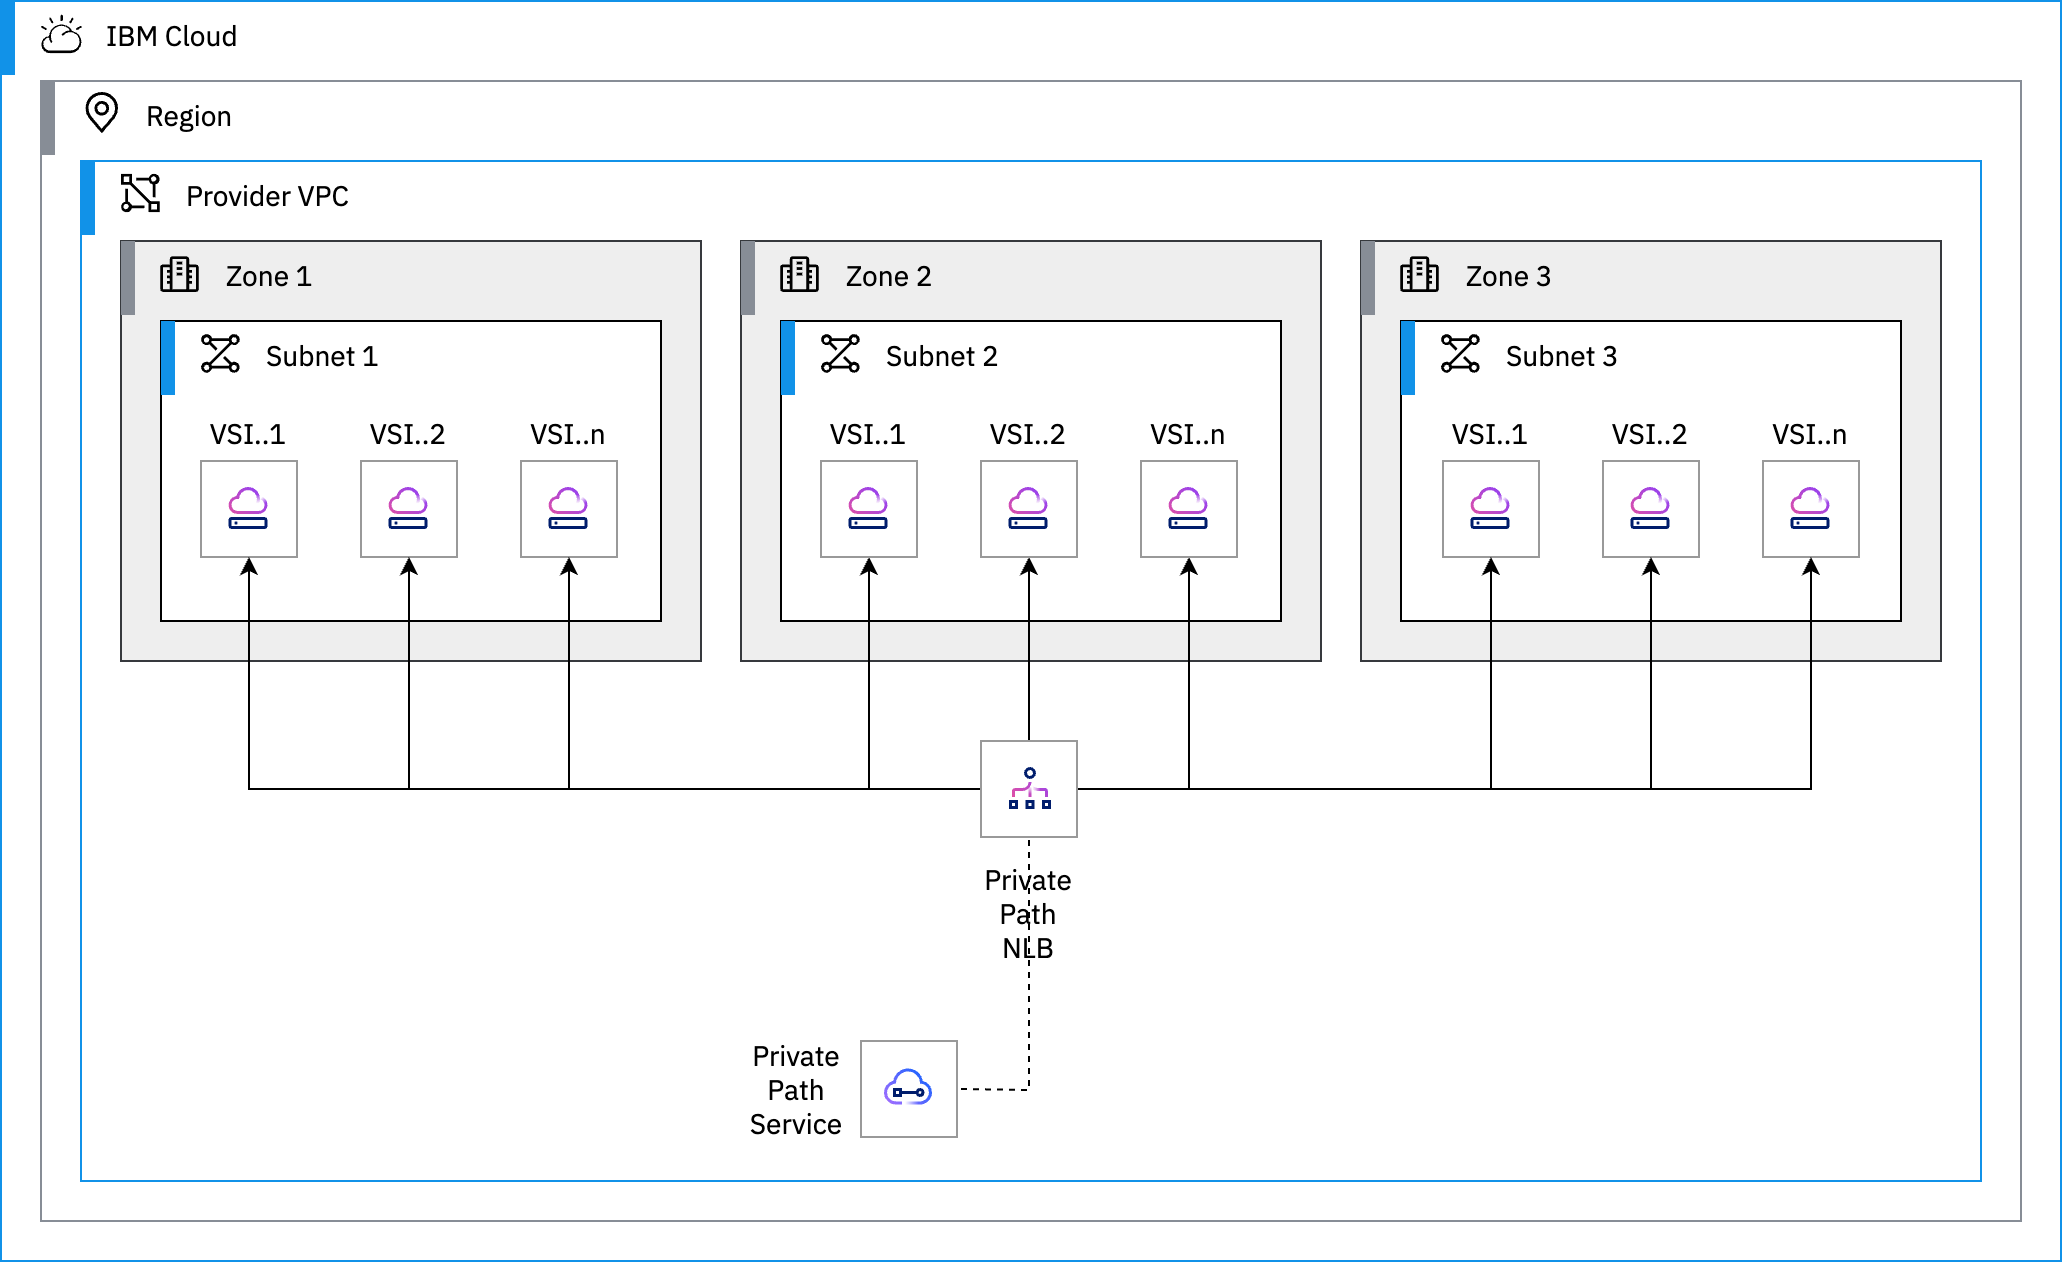 IBM Cloud
Region
Provider VPC
Zone 1
Zone 2
Zone 3
Subnet 1
Subnet 2
Subnet 3
VSI..1
VSI..2
VSI..n
VSI..1
VSI..2
VSI..n
VSI..1
VSI..2
VSI..n
Private
Path
NLB
Private
Path
Service